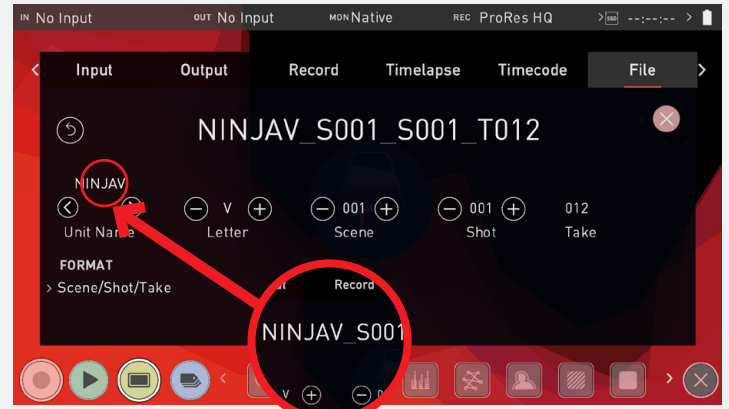 IN No Input OUT No Input MON Native REC ProRes HQ > SSD --:--:-- >
< Input Output Record Timelapse Timecode File >
NINJAV_S001_S001_T012
NINJAV
V 001 001 012
Unit Name Letter Scene Shot Take
FORMAT
> Scene/Shot/Take
Record
NINJAV_S001
V